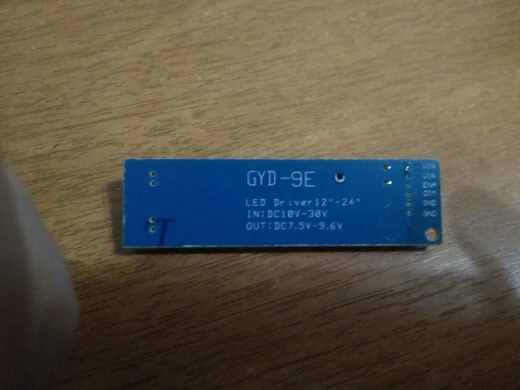 GYD-9E
LED Driver12"-24"
IN:DC10V-30V
OUT:DC7.5V-9.6V
T
VIN
VIN
ENA
DIM
GND
GND